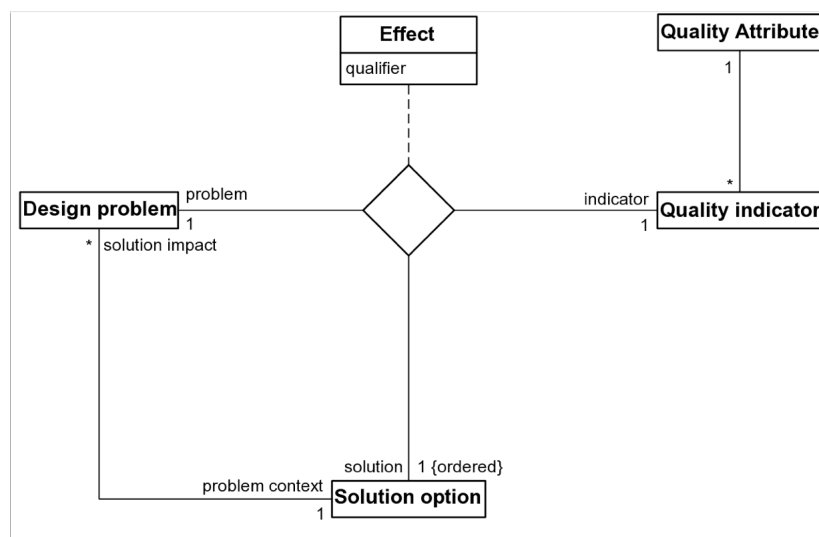 Effect
qualifier
Quality Attribute
1
*
problem
Design problem
1
indicator
Quality indicator
1
* solution impact
solution 1 {ordered}
problem context
Solution option
1